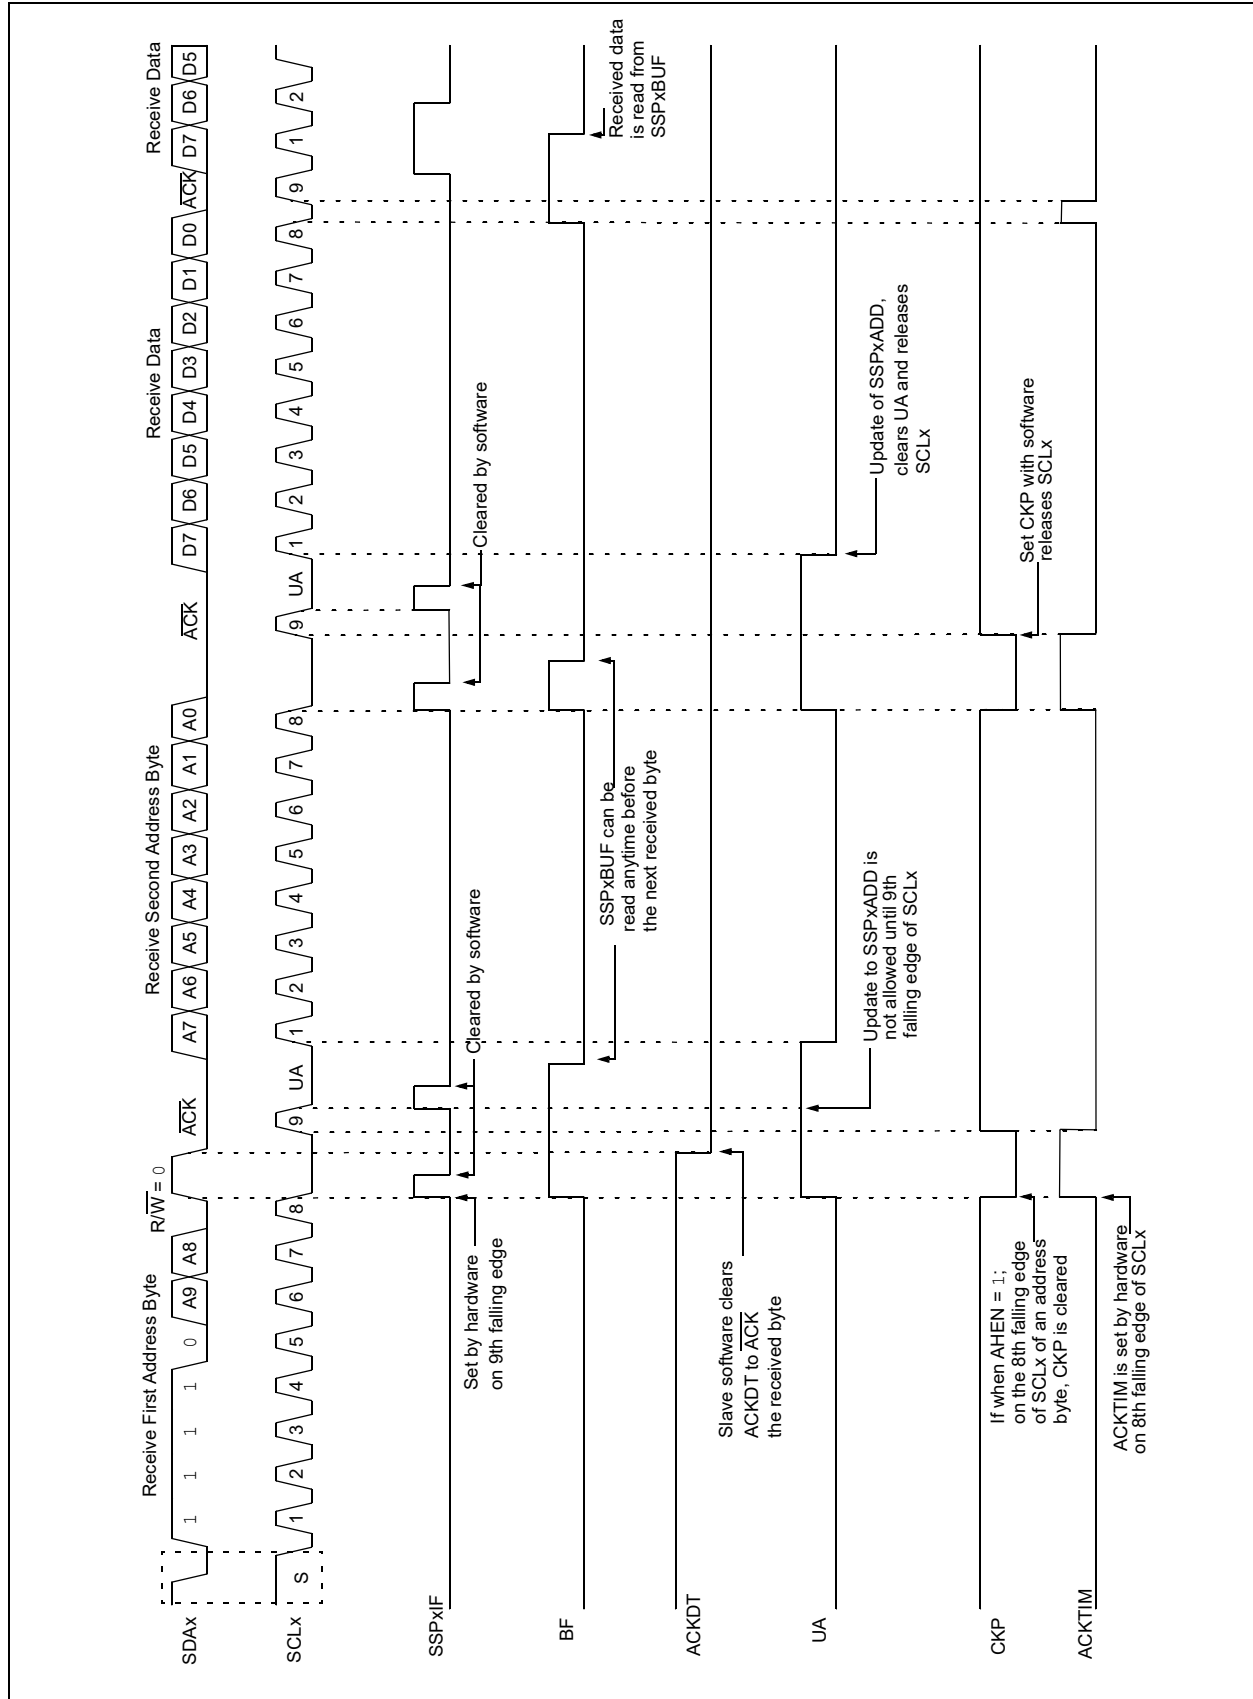 Receive First Address Byte
R/W = 0
ACK
Receive Second Address Byte
ACK
Receive Data
Receive Data
SDAx
1 1 1 1 0 A9 A8
A7 A6 A5 A4 A3 A2 A1 A0
D7 D6 D5 D4 D3 D2 D1 D0
ACK
D7 D6 D5
SCLx
S 1 2 3 4 5 6 7 8 9 UA 1 2 3 4 5 6 7 8 9 UA 1 2 3 4 5 6 7 8 9 1 2
SSPxIF
Set by hardware
on 9th falling edge
Cleared by software
Cleared by software
BF
SSPxBUF can be
read anytime before
the next received byte
Received data
is read from
SSPxBUF
ACKDT
Slave software clears
ACKDT to ACK
the received byte
UA
Update to SSPxADD is
not allowed until 9th
falling edge of SCLx
Update of SSPxADD,
clears UA and releases
SCLx
CKP
If when AHEN = 1;
on the 8th falling edge
of SCLx of an address
byte, CKP is cleared
Set CKP with software
releases SCLx
ACKTIM
ACKTIM is set by hardware
on 8th falling edge of SCLx